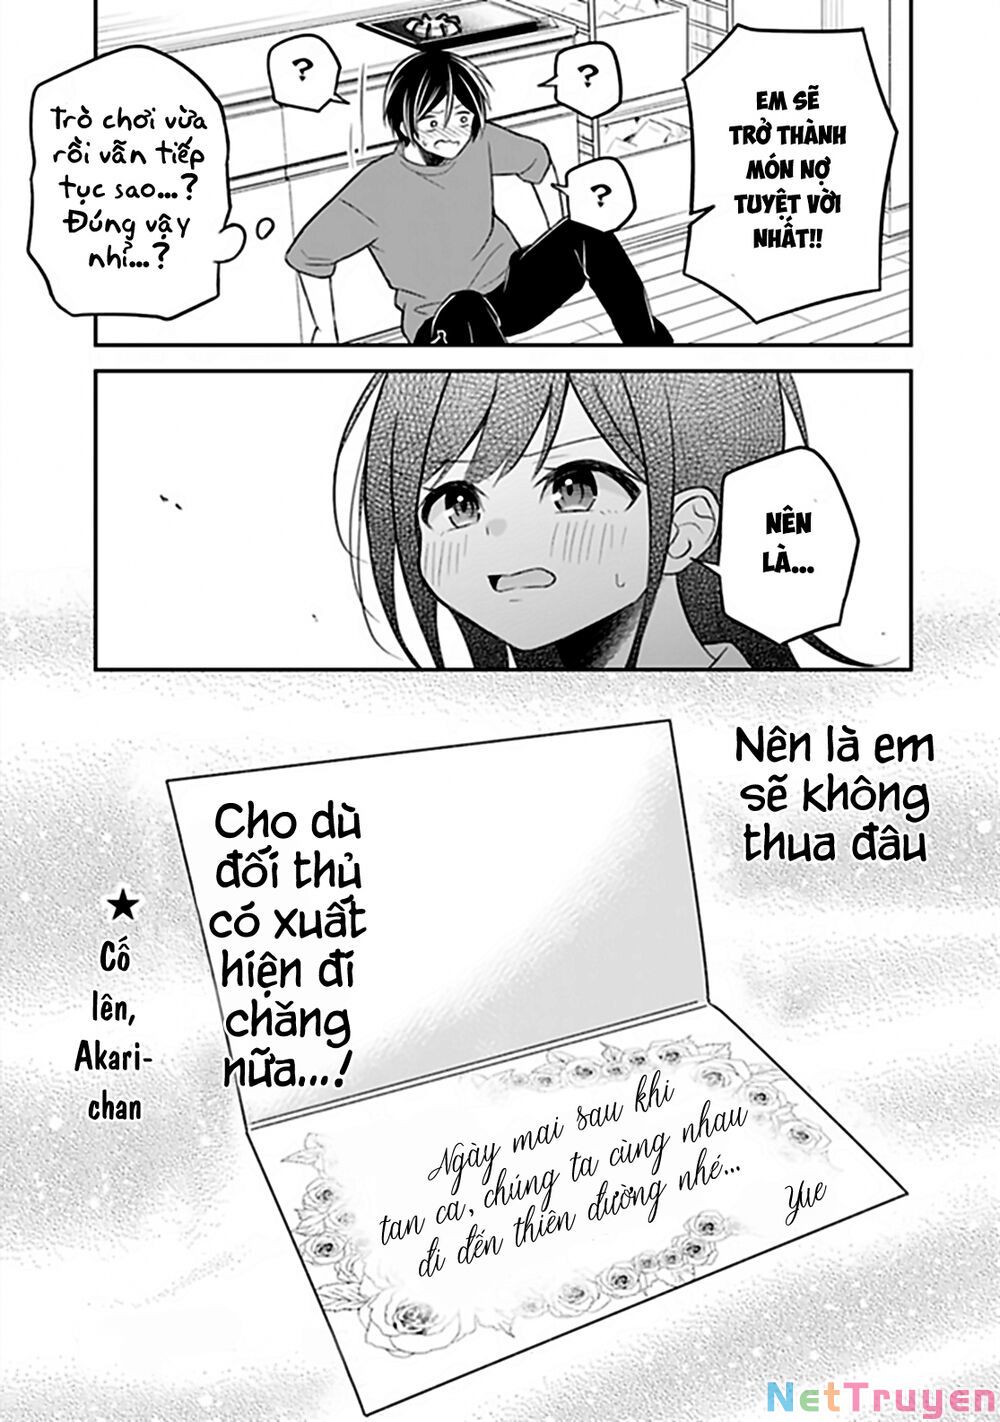 EM SẼ
TRỞ THÀNH
MÓN NỢ
TUYỆT VỜI
NHẤT!!
?
?
?
Trò chơi vừa
rồi vẫn tiếp
tục sao...?
Đúng vậy
nhỉ...?
NÊN
LÀ...
Nên là em
sẽ không
thua đâu
Cho dù
đối thủ
có xuất
hiện đi
chăng
nữa...!
★
Cố
lên,
Akari-
chan
Ngày mai sau khi
tan ca, chúng ta cùng nhau
đi đến thiên đường nhé...
Yue
NetTruyen